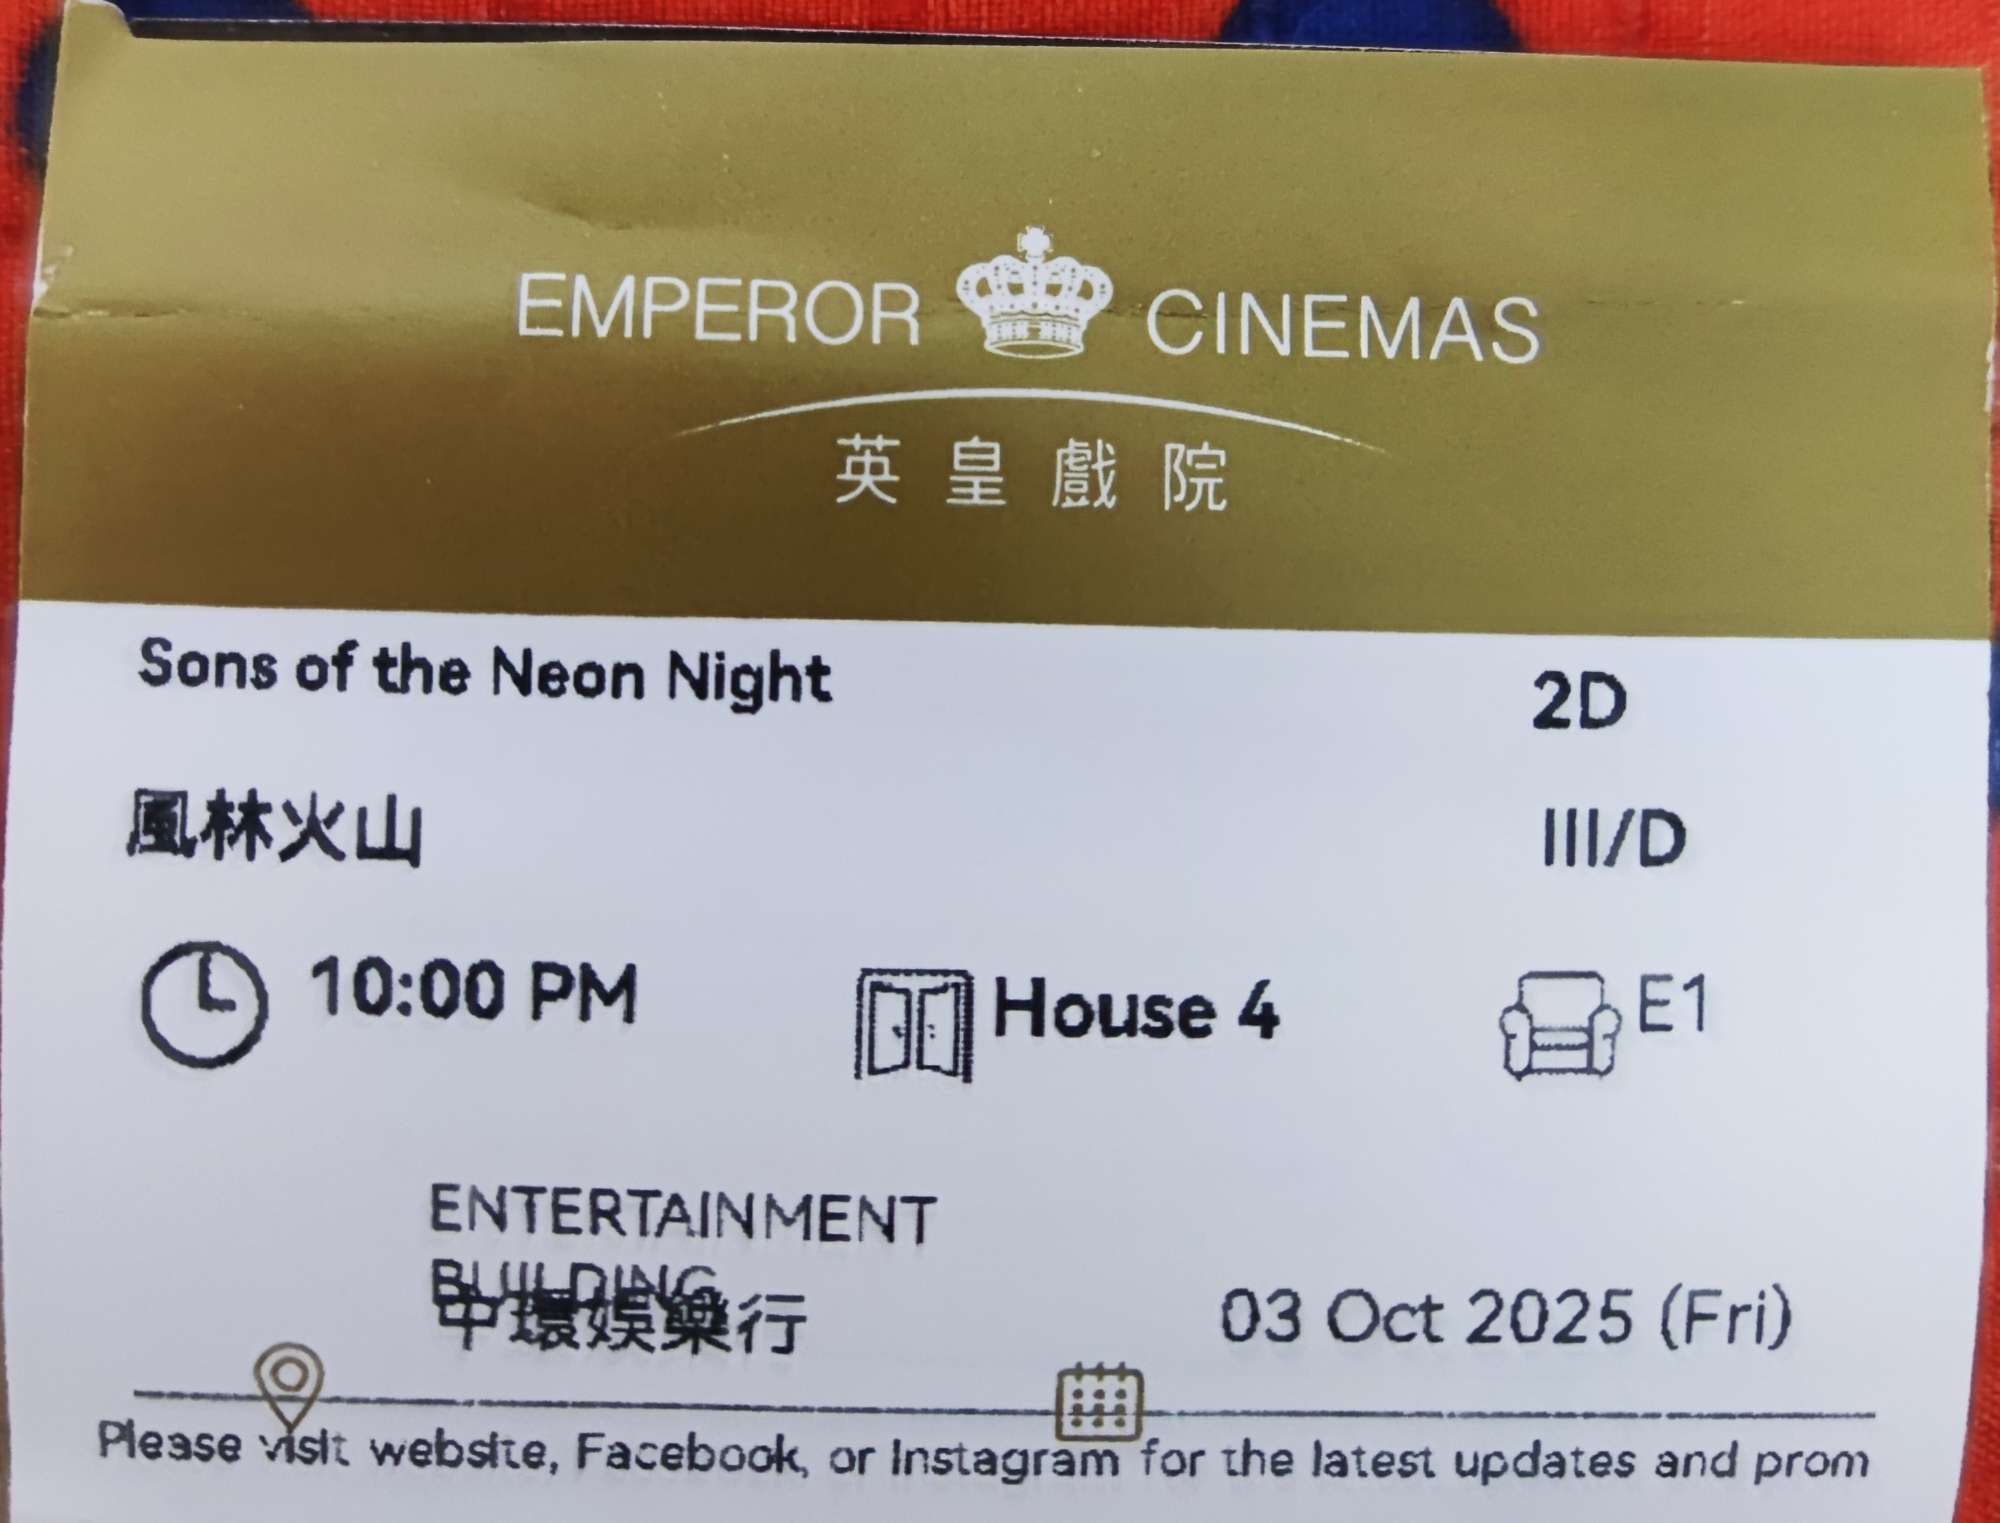 EMPEROR CINEMAS
英皇戲院
Sons of the Neon Night 2D
風林火山 III/D
10:00 PM House 4 E1
ENTERTAINMENT
BUILDING
中環娛樂行 03 Oct 2025 (Fri)
Please visit website, Facebook, or Instagram for the latest updates and prom